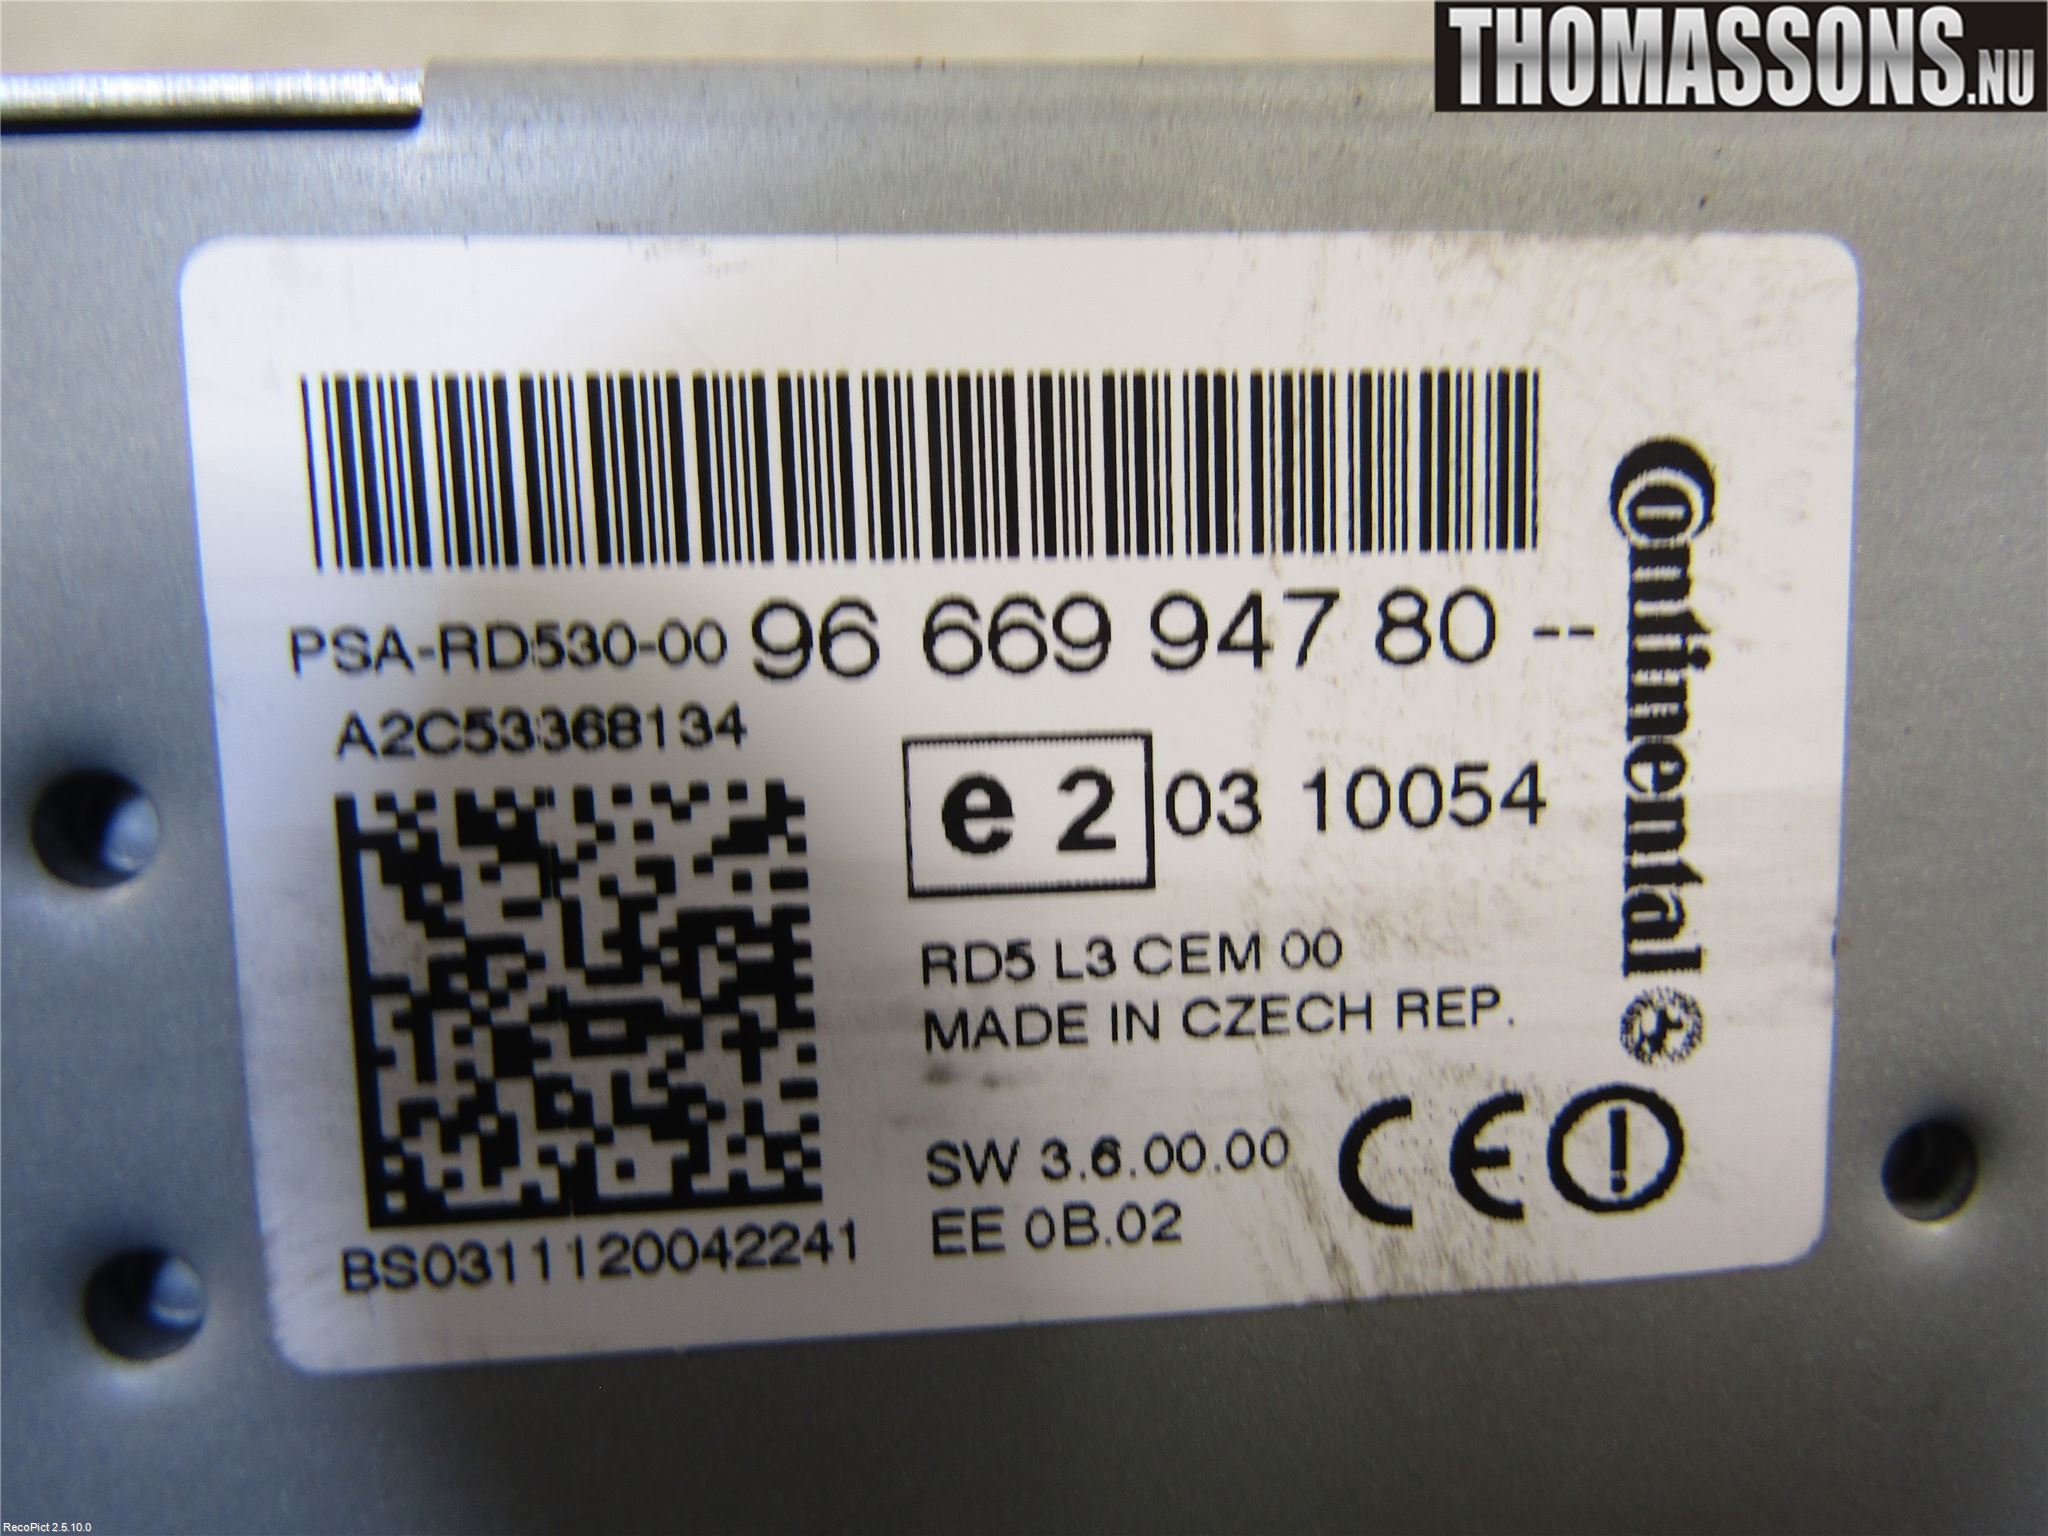 THOMASSONS.NU
PSA-RD530-00 96 669 947 80 --
A2C53368134
e 2 03 10054
Continental
RD5 L3 CEM 00
MADE IN CZECH REP.
SW 3.6.00.00
CE
EE 0B.02
BS0311120042241
RecoPict 2.5.10.0